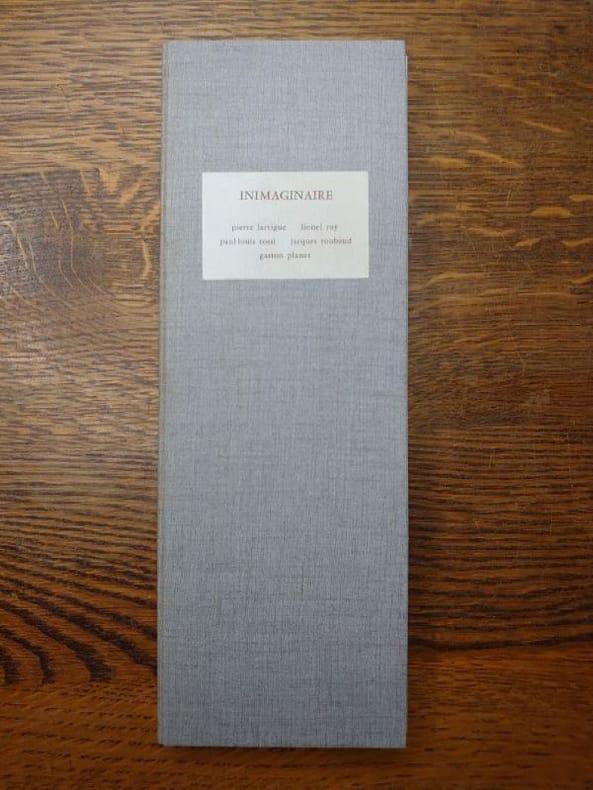 INIMAGINAIRE
pierre lartigue lionel ray
paul louis rossi jacques roubaud
gaston planet